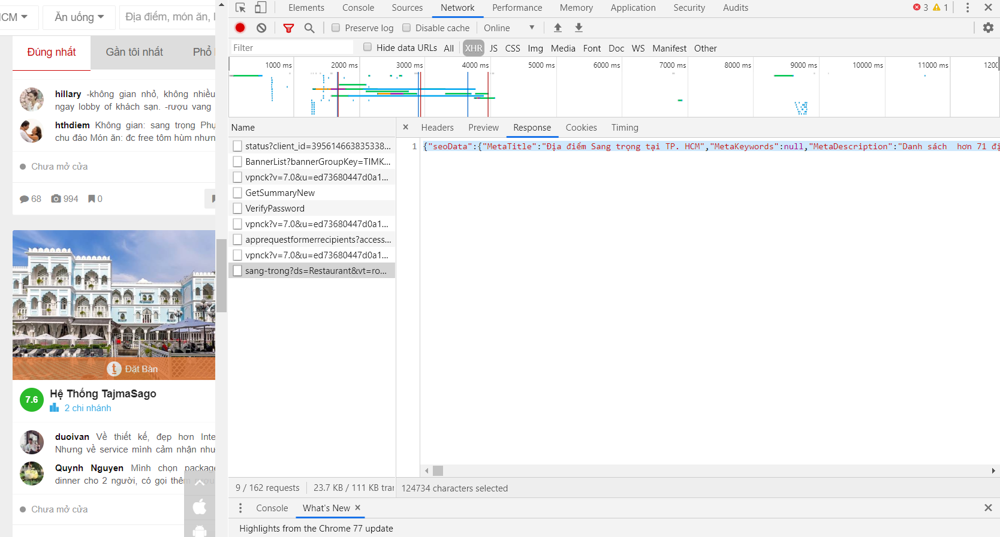 CM
Ăn uống
Địa điểm, món ăn,
Đúng nhất
Gần tôi nhất
Phổ
hillary -không gian nhỏ, không nhiều
ngay lobby of khách sạn. -rượu vang
hthdiem Không gian: sang trọng Phụ
chu đáo Món ăn: đc free tôm hùm nhưn
Chưa mở cửa
68
994
0
Đặt Bàn
7.6
Hệ Thống TajmaSago
2 chi nhánh
duoivan Về thiết kế, đẹp hơn Inte
Nhưng về service mình cảm nhận như
Quynh Nguyen Mình chọn package
dinner cho 2 người, có gọi thêm
Chưa mở cửa
Elements
Console
Sources
Network
Performance
Memory
Application
Security
Audits
3
1
Preserve log
Disable cache
Online
Filter
Hide data URLs
All
XHR
JS
CSS
Img
Media
Font
Doc
WS
Manifest
Other
1000 ms
2000 ms
3000 ms
4000 ms
5000 ms
6000 ms
7000 ms
8000 ms
9000 ms
10000 ms
11000 ms
1200
Name
status?client_id=395614663835338...
BannerList?bannerGroupKey=TIMK...
vpnck?v=7.0&u=ed73680447d0a1...
GetSummaryNew
VerifyPassword
vpnck?v=7.0&u=ed73680447d0a1...
apprequestformerrecipients?access...
vpnck?v=7.0&u=ed73680447d0a1...
sang-trong?ds=Restaurant&vt=ro...
Headers
Preview
Response
Cookies
Timing
1
{"seoData":{"MetaTitle":"Địa điểm Sang trọng tại TP. HCM","MetaKeywords":null,"MetaDescription":"Danh sách  hơn 71 đị
9 / 162 requests
23.7 KB / 111 KB tran
124734 characters selected
Console
What's New
Highlights from the Chrome 77 update